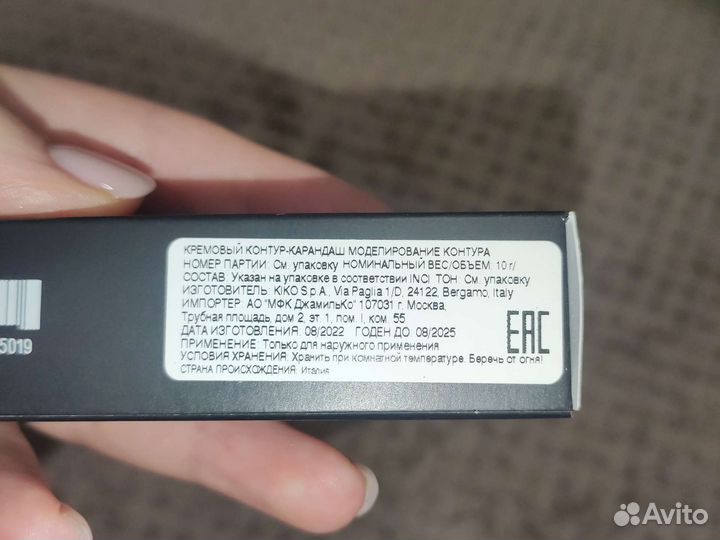 КРЕМОВЫЙ КОНТУР-КАРАНДАШ МОДЕЛИРОВАНИЕ КОНТУРА
НОМЕР ПАРТИИ: См. упаковку НОМИНАЛЬНЫЙ ВЕС/ОБЪЕМ: 10 г/
СОСТАВ: Указан на упаковке в соответствии INCI ТОН: См. упаковку
ИЗГОТОВИТЕЛЬ: KIKO S.p.A., Via Paglia 1/D, 24122, Bergamo, Italy
ИМПОРТЕР: АО "МФК ДжамильКо" 107031 г. Москва,
Трубная площадь, дом 2, эт. 1, пом. I, ком. 55
ДАТА ИЗГОТОВЛЕНИЯ: 08/2022 ГОДЕН ДО: 08/2025
ПРИМЕНЕНИЕ: Только для наружного применения
УСЛОВИЯ ХРАНЕНИЯ: Хранить при комнатной температуре. Беречь от огня!
СТРАНА ПРОИСХОЖДЕНИЯ: Италия
EAC
5019
Avito